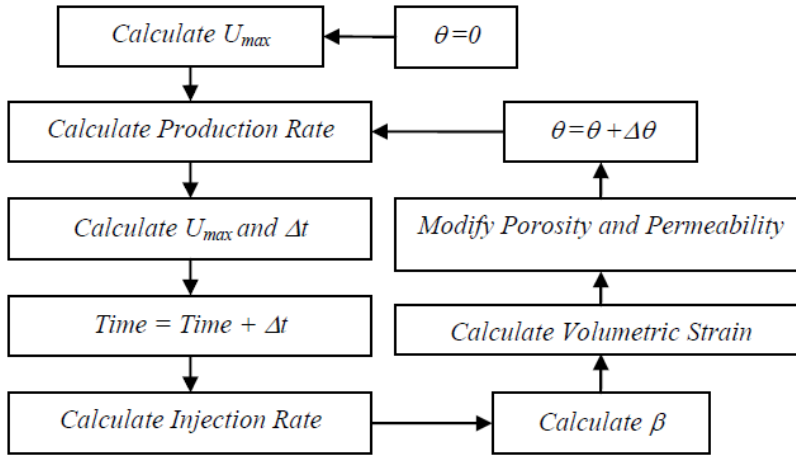 Calculate Umax
θ=0
Calculate Production Rate
θ=θ+Δθ
Calculate Umax and Δt
Modify Porosity and Permeability
Time = Time + Δt
Calculate Volumetric Strain
Calculate Injection Rate
Calculate β